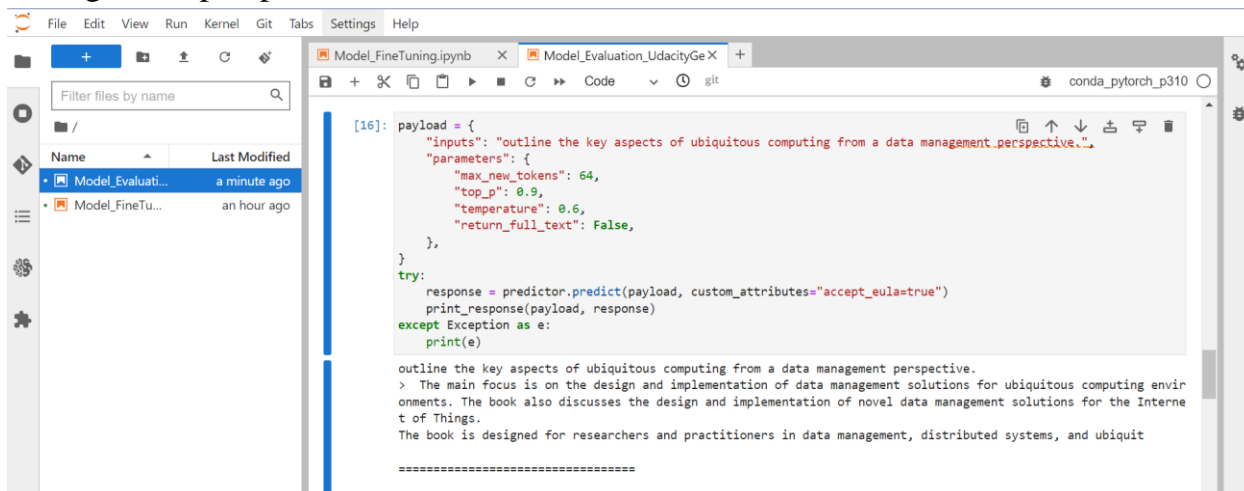 File Edit View Run Kernel Git Tabs Settings Help
Model_FineTuning.ipynb × Model_Evaluation_UdacityGe× +
Code git conda_pytorch_p310
Filter files by name
/
Name Last Modified
Model_Evaluati... a minute ago
Model_FineTu... an hour ago
[16]: payload = {
"inputs": "outline the key aspects of ubiquitous computing from a data management perspective.",
"parameters": {
"max_new_tokens": 64,
"top_p": 0.9,
"temperature": 0.6,
"return_full_text": False,
},
}
try:
response = predictor.predict(payload, custom_attributes="accept_eula=true")
print_response(payload, response)
except Exception as e:
print(e)
outline the key aspects of ubiquitous computing from a data management perspective.
> The main focus is on the design and implementation of data management solutions for ubiquitous computing envir
onments. The book also discusses the design and implementation of novel data management solutions for the Interne
t of Things.
The book is designed for researchers and practitioners in data management, distributed systems, and ubiquit
==================================